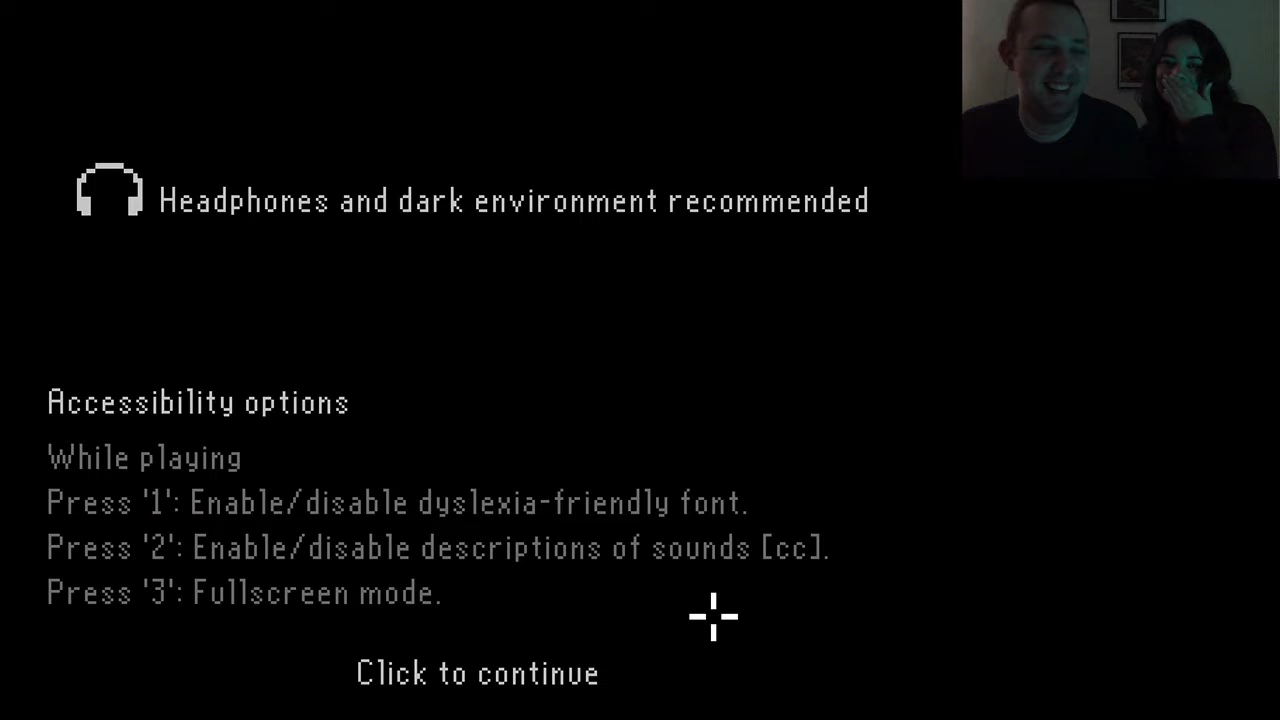 Headphones and dark environment recommended
Accessibility options
While playing
Press '1': Enable/disable dyslexia-friendly font.
Press '2': Enable/disable descriptions of sounds [cc].
Press '3': Fullscreen mode.
Click to continue